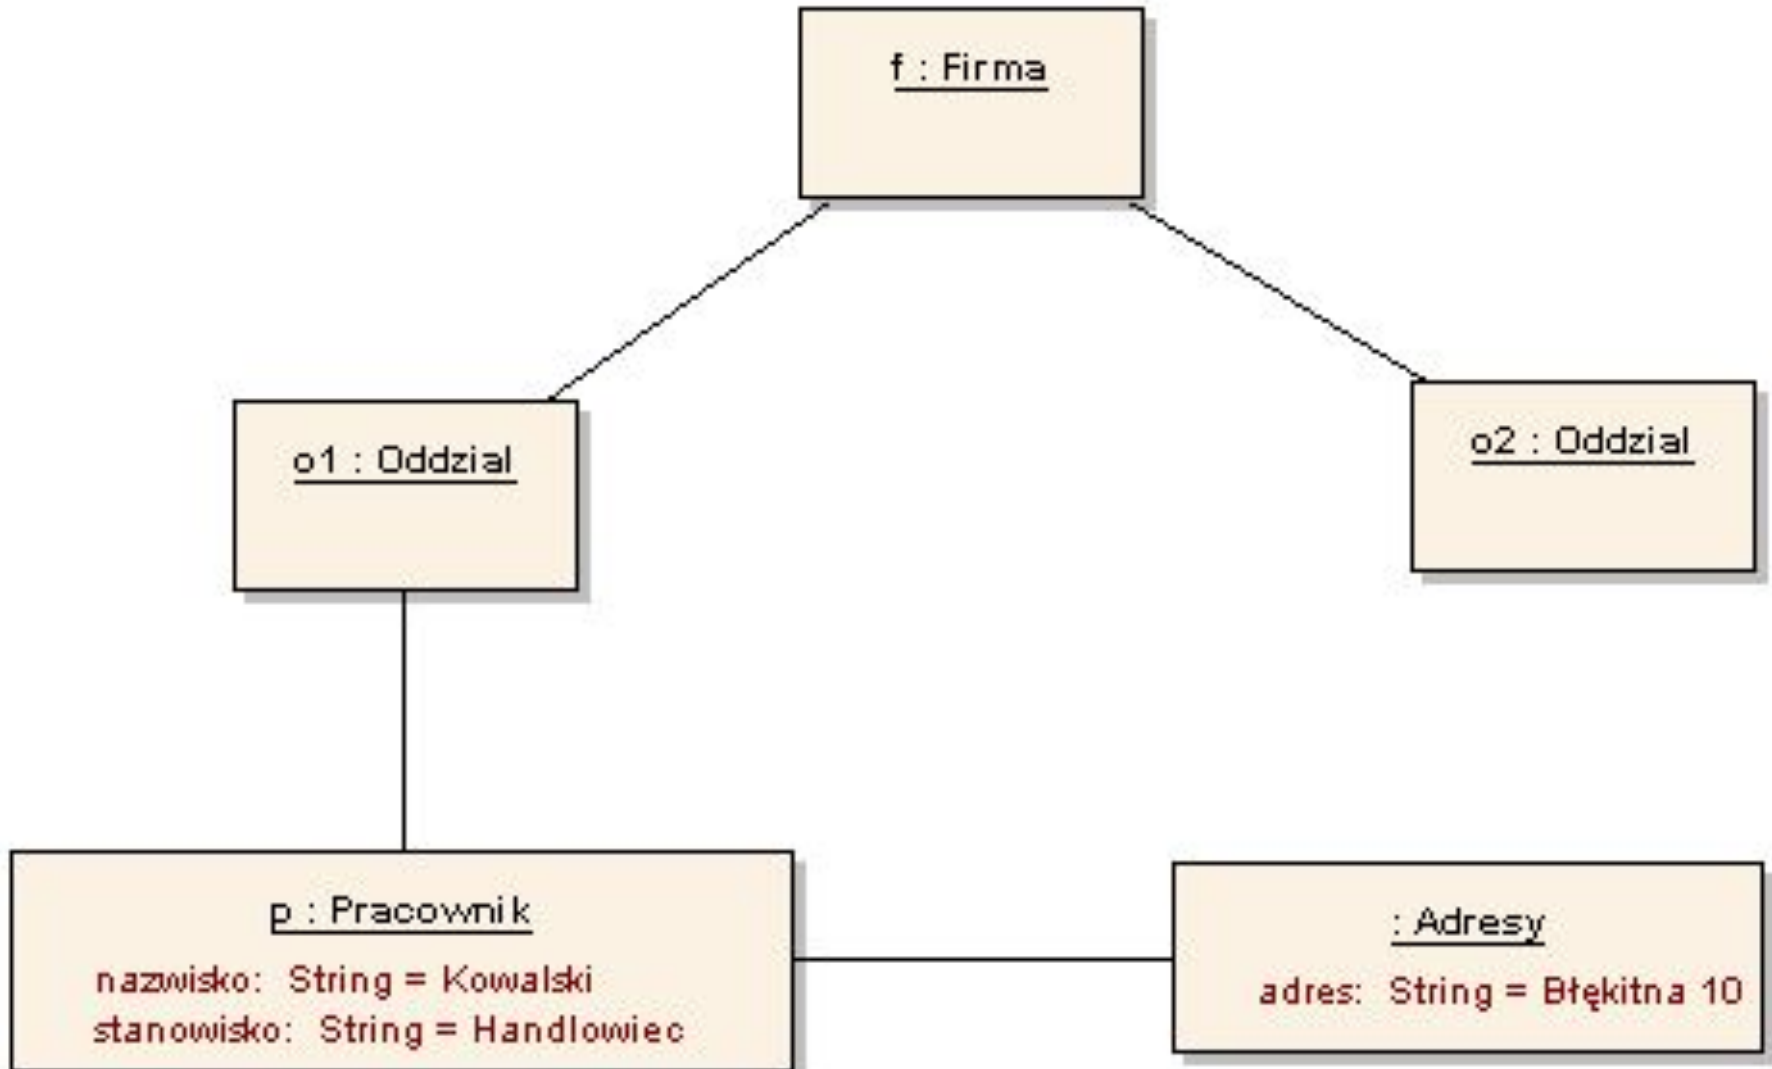 f : Firma
o1 : Oddzial
o2 : Oddzial
p : Pracownik
nazwisko: String = Kowalski
stanowisko: String = Handlowiec
: Adresy
adres: String = Błękitna 10